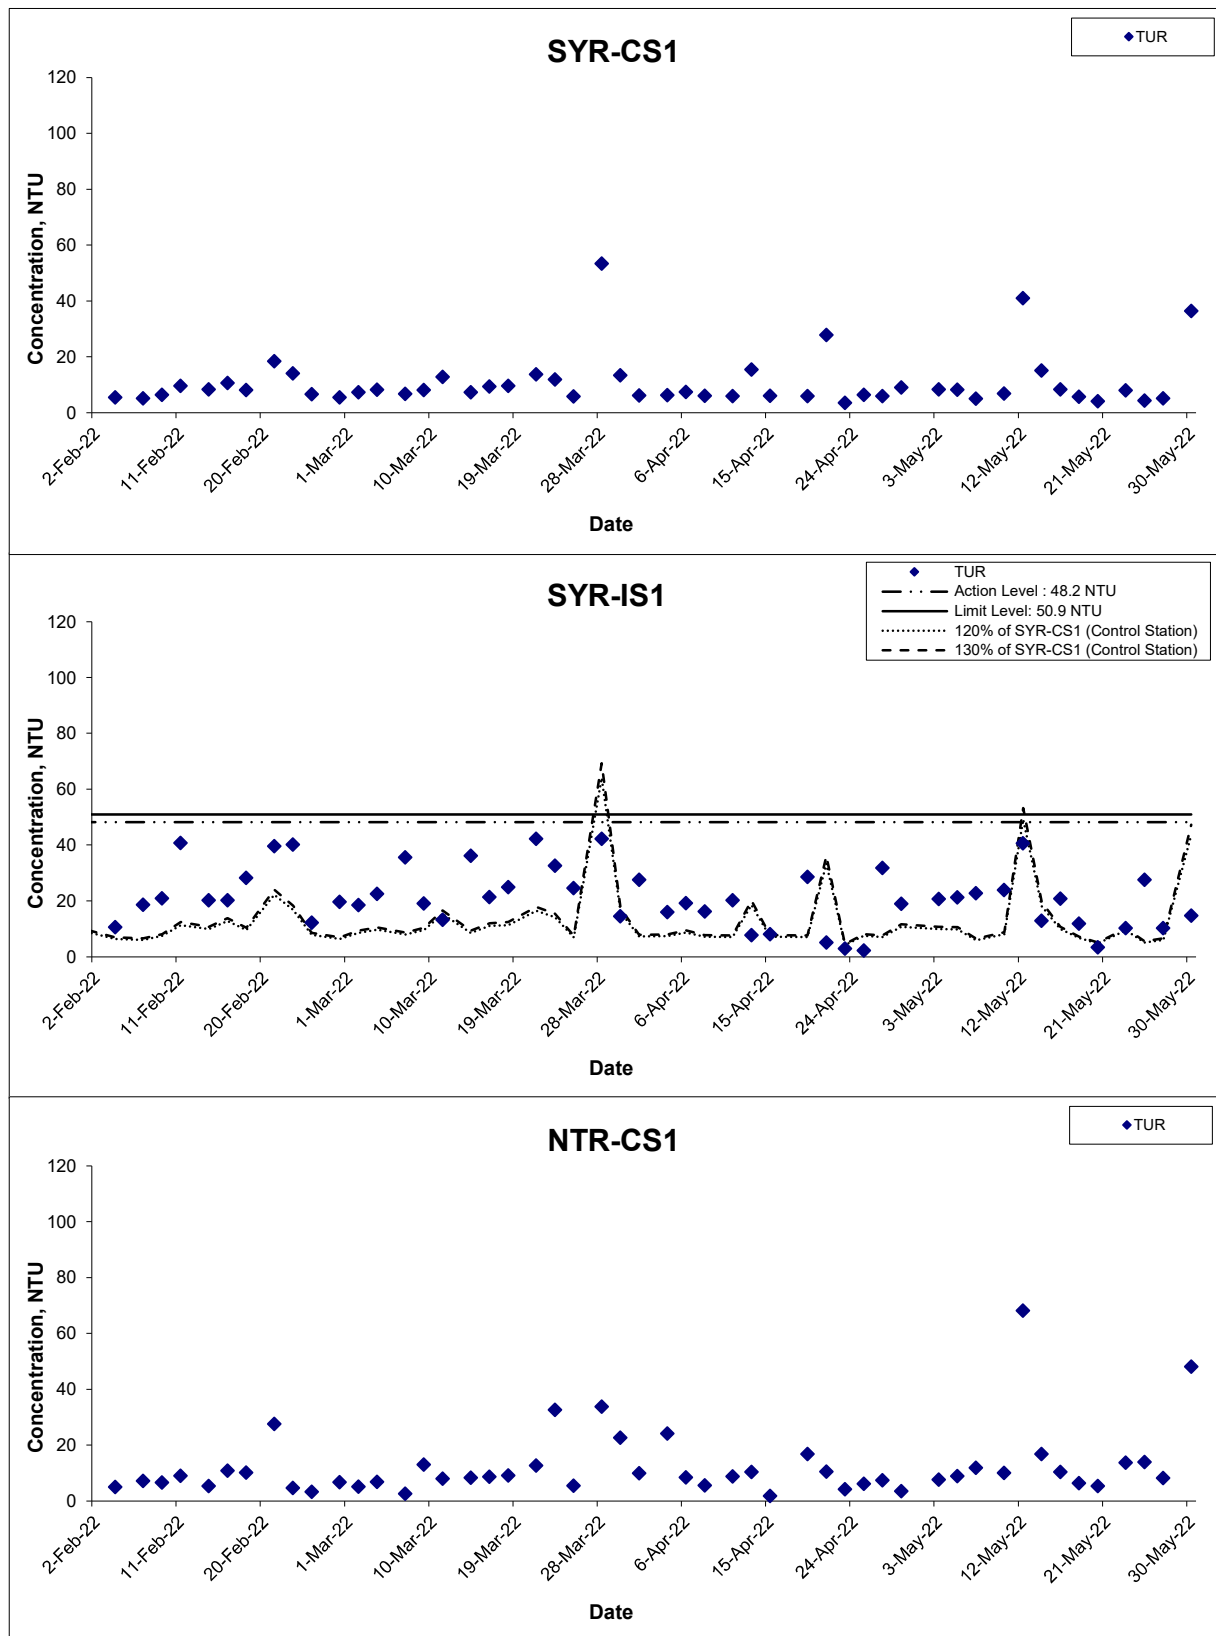 SYR-CS1
TUR
Concentration, NTU
120
100
80
60
40
20
0
2-Feb-22
11-Feb-22
20-Feb-22
1-Mar-22
10-Mar-22
19-Mar-22
28-Mar-22
6-Apr-22
15-Apr-22
24-Apr-22
3-May-22
12-May-22
21-May-22
30-May-22
Date
SYR-IS1
TUR
Action Level : 48.2 NTU
Limit Level: 50.9 NTU
120% of SYR-CS1 (Control Station)
130% of SYR-CS1 (Control Station)
Concentration, NTU
120
100
80
60
40
20
0
2-Feb-22
11-Feb-22
20-Feb-22
1-Mar-22
10-Mar-22
19-Mar-22
28-Mar-22
6-Apr-22
15-Apr-22
24-Apr-22
3-May-22
12-May-22
21-May-22
30-May-22
Date
NTR-CS1
TUR
Concentration, NTU
120
100
80
60
40
20
0
2-Feb-22
11-Feb-22
20-Feb-22
1-Mar-22
10-Mar-22
19-Mar-22
28-Mar-22
6-Apr-22
15-Apr-22
24-Apr-22
3-May-22
12-May-22
21-May-22
30-May-22
Date